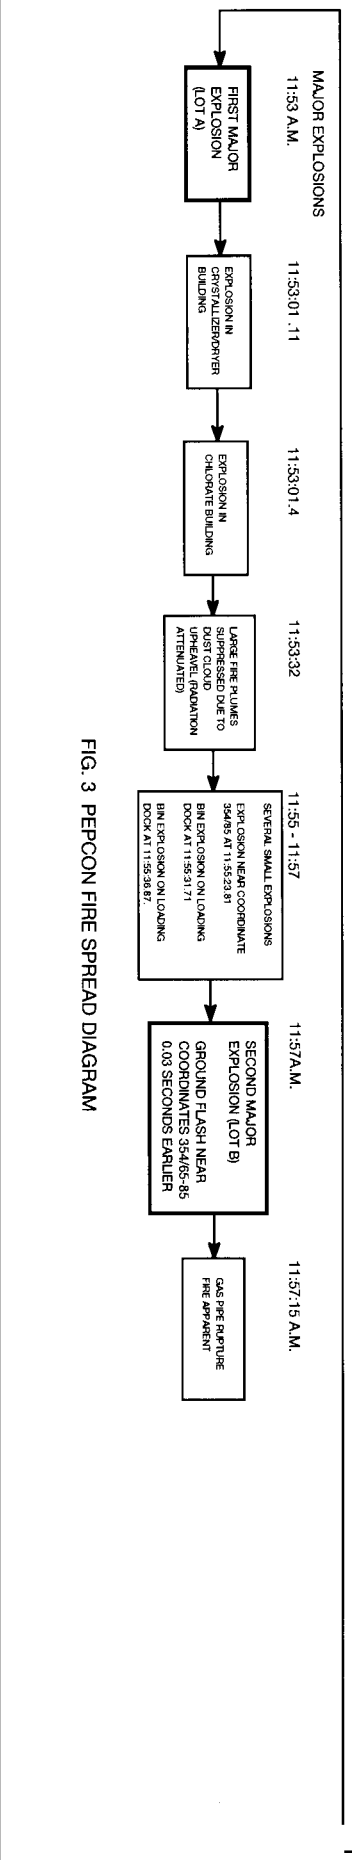 MAJOR EXPLOSIONS
11:53 A.M.
FIRST MAJOR
EXPLOSION
(LOT A)
11:53:01 .11
EXPLOSION IN
CRYSTALLIZER/DRYER
BUILDING
11:53:01.4
EXPLOSION IN
CHLORATE BUILDING
11:53:32
LARGE FIRE PLUMES
SUPPRESSED DUE TO
DUST CLOUD
UPHEAVEL (RADIATION
ATTENUATED)
11:55 - 11:57
SEVERAL SMALL EXPLOSIONS
EXPLOSION NEAR COORDINATE
354/85 AT 11:55:23.81
BIN EXPLOSION ON LOADING
DOCK AT 11:55:31.71
BIN EXPLOSION ON LOADING
DOCK AT 11:55:36.87.
11:57A.M.
SECOND MAJOR
EXPLOSION (LOT B)
GROUND FLASH NEAR
COORDINATES 354/65-85
0.03 SECONDS EARLIER
11:57:15 A.M.
GAS PIPE RUPTURE
FIRE APPARENT
FIG. 3 PEPCON FIRE SPREAD DIAGRAM